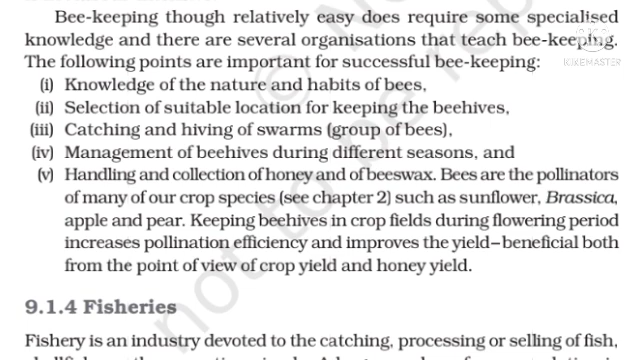 Bee-keeping though relatively easy does require some specialised
knowledge and there are several organisations that teach bee-keeping.
The following points are important for successful bee-keeping:
(i) Knowledge of the nature and habits of bees,
(ii) Selection of suitable location for keeping the beehives,
(iii) Catching and hiving of swarms (group of bees),
(iv) Management of beehives during different seasons, and
(v) Handling and collection of honey and of beeswax. Bees are the pollinators
of many of our crop species (see chapter 2) such as sunflower, Brassica,
apple and pear. Keeping beehives in crop fields during flowering period
increases pollination efficiency and improves the yield–beneficial both
from the point of view of crop yield and honey yield.
9.1.4 Fisheries
Fishery is an industry devoted to the catching, processing or selling of fish,
KINEMASTER
not to be